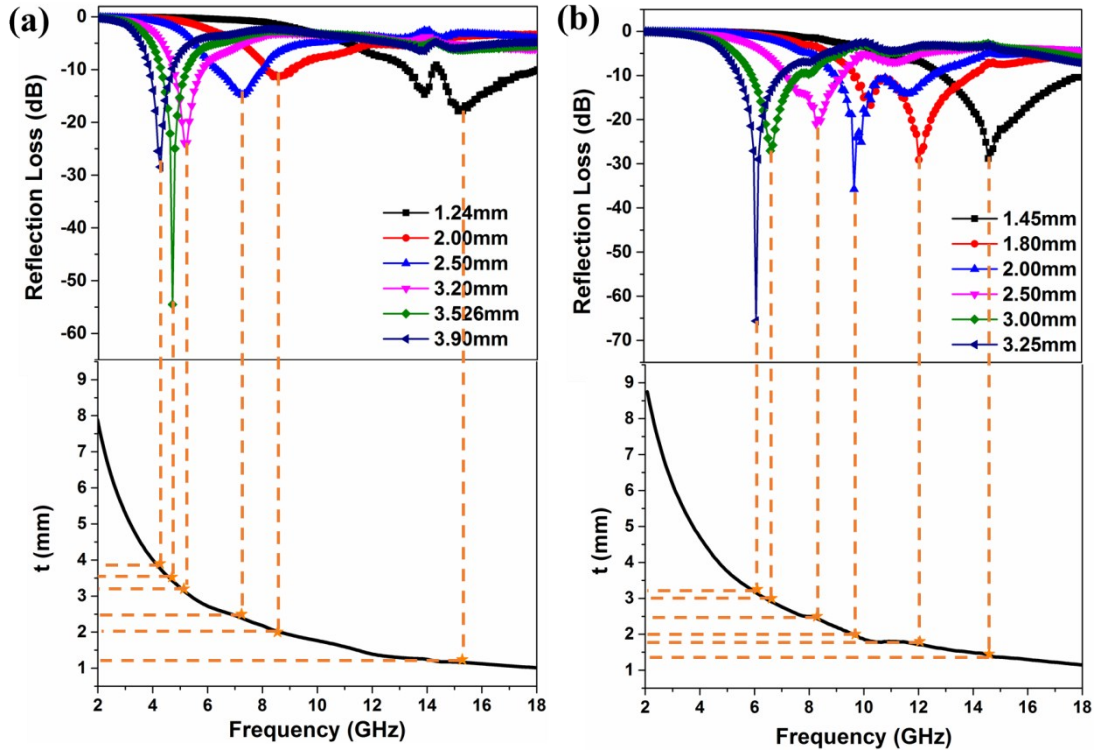 (a)
Reflection Loss (dB)
0
-10
-20
-30
-40
-50
-60
1.24mm
2.00mm
2.50mm
3.20mm
3.526mm
3.90mm
t (mm)
9
8
7
6
5
4
3
2
1
2 4 6 8 10 12 14 16 18
Frequency (GHz)
(b)
Reflection Loss (dB)
0
-10
-20
-30
-40
-50
-60
-70
1.45mm
1.80mm
2.00mm
2.50mm
3.00mm
3.25mm
t (mm)
9
8
7
6
5
4
3
2
1
2 4 6 8 10 12 14 16 18
Frequency (GHz)